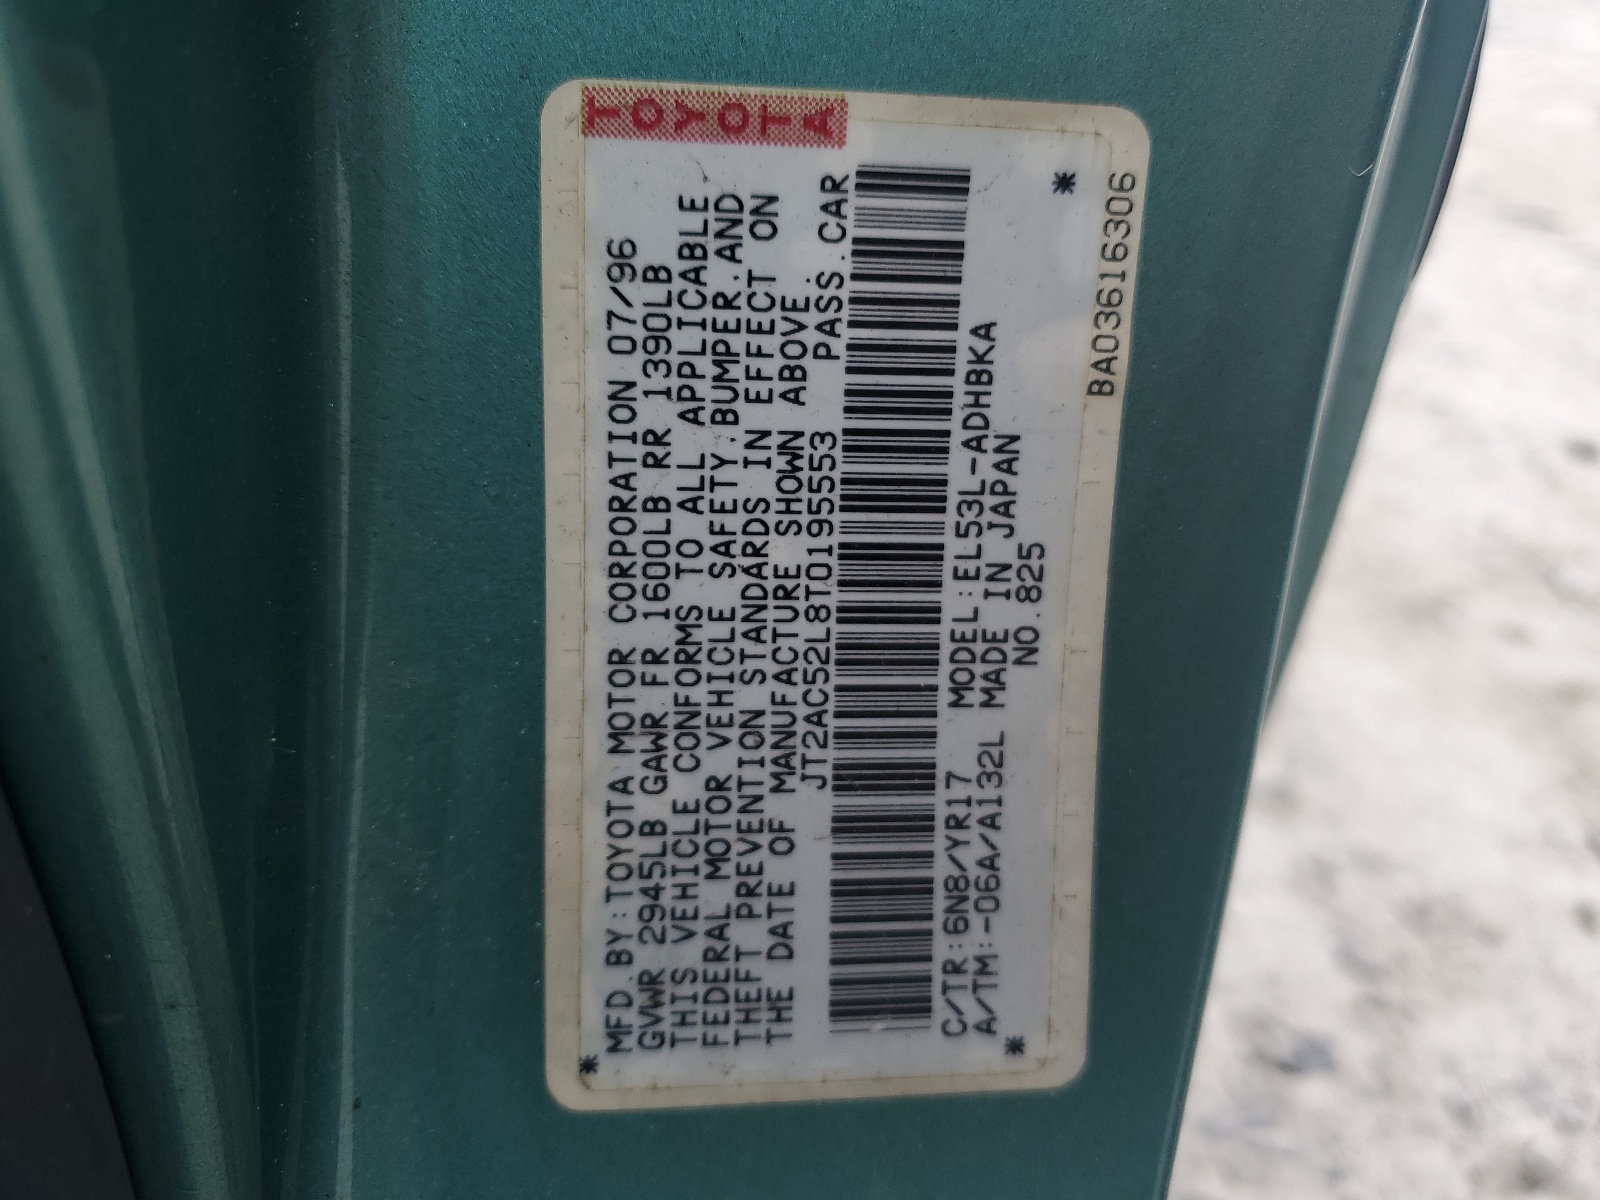 TOYOTA
MFD.BY:TOYOTA MOTOR CORPORATION 07/96
GVWR 2945LB GAWR FR 1600LB RR 1390LB
THIS VEHICLE CONFORMS TO ALL APPLICABLE
FEDERAL MOTOR VEHICLE SAFETY,BUMPER,AND
THEFT PREVENTION STANDARDS IN EFFECT ON
THE DATE OF MANUFACTURE SHOWN ABOVE.
JT2AC52L8T0195553 PASS.CAR
C/TR:6N8/YR17 MODEL:EL53L-ADHBKA
A/TM:-06A/A132L MADE IN JAPAN
NO.825
BA03616306